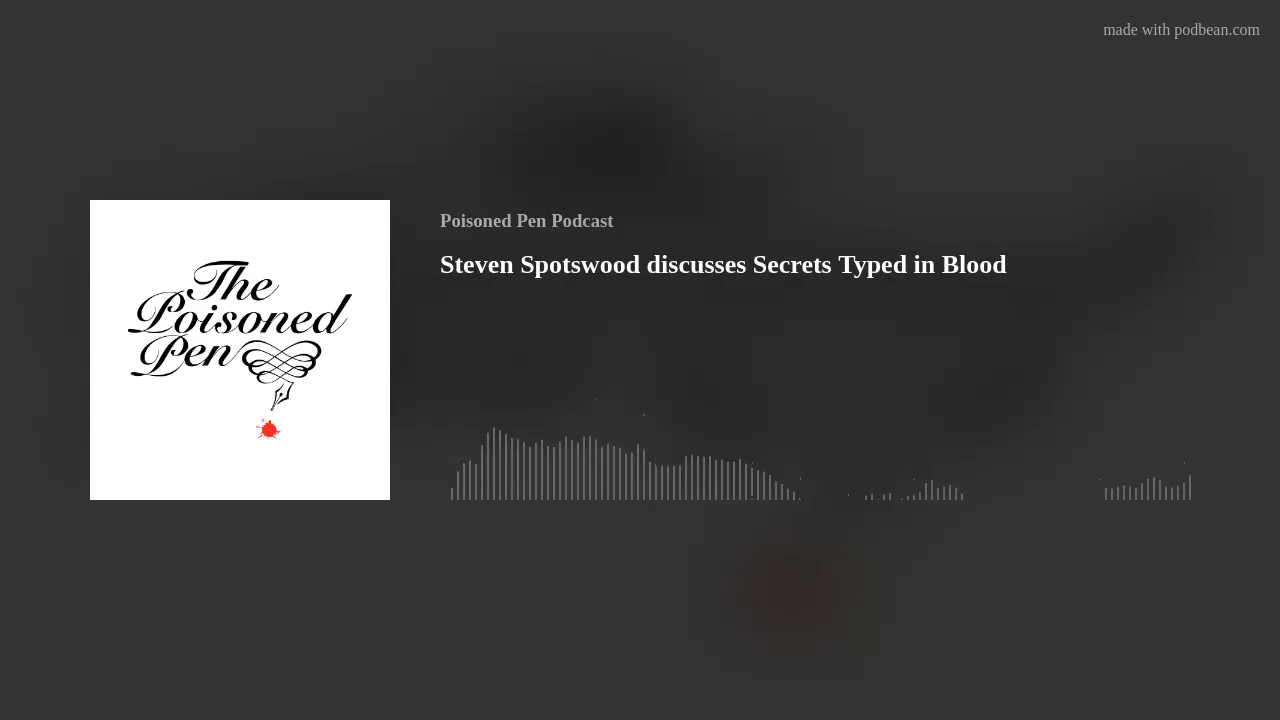 made with podbean.com
The
Poisoned
Pen
Poisoned Pen Podcast
Steven Spotswood discusses Secrets Typed in Blood